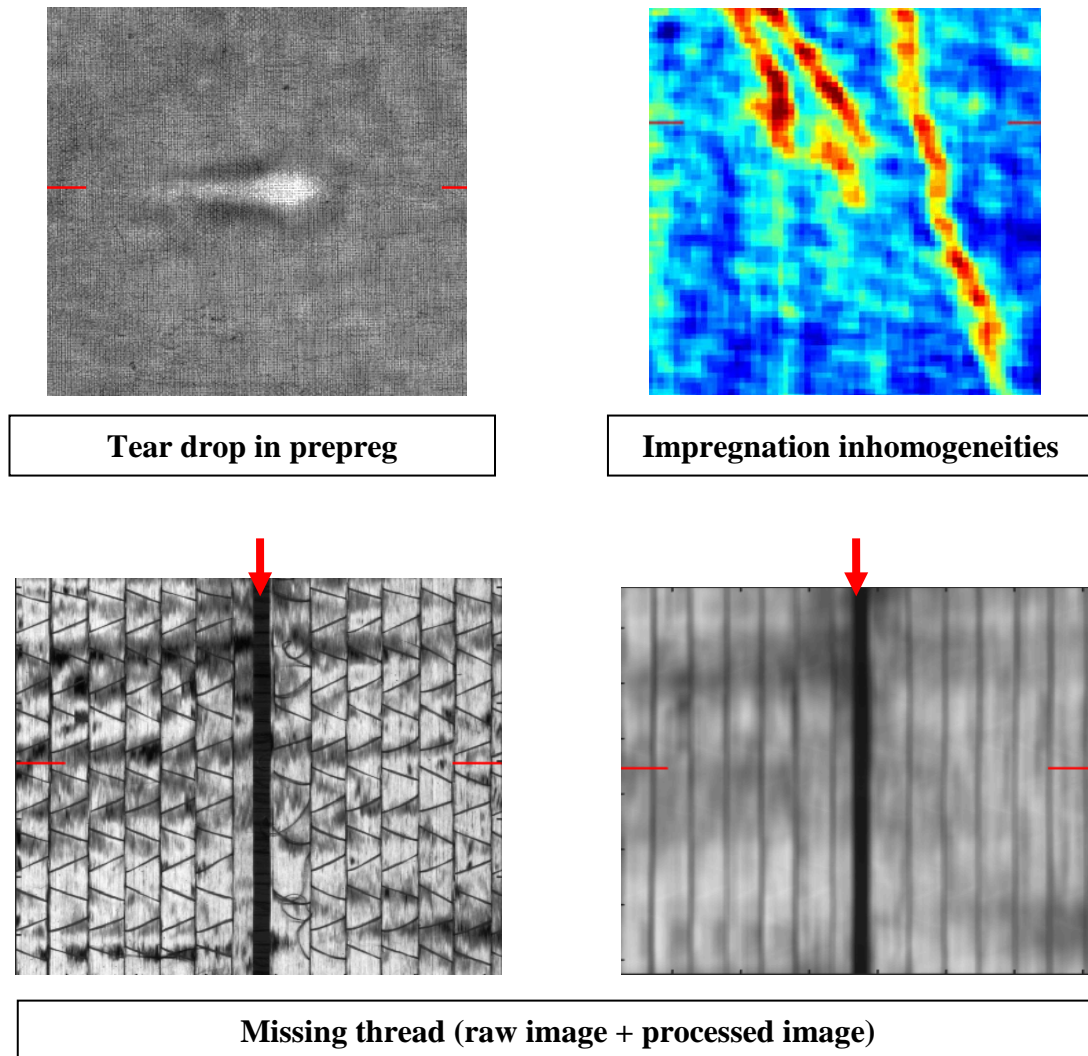 Tear drop in prepreg
Impregnation inhomogeneities
Missing thread (raw image + processed image)